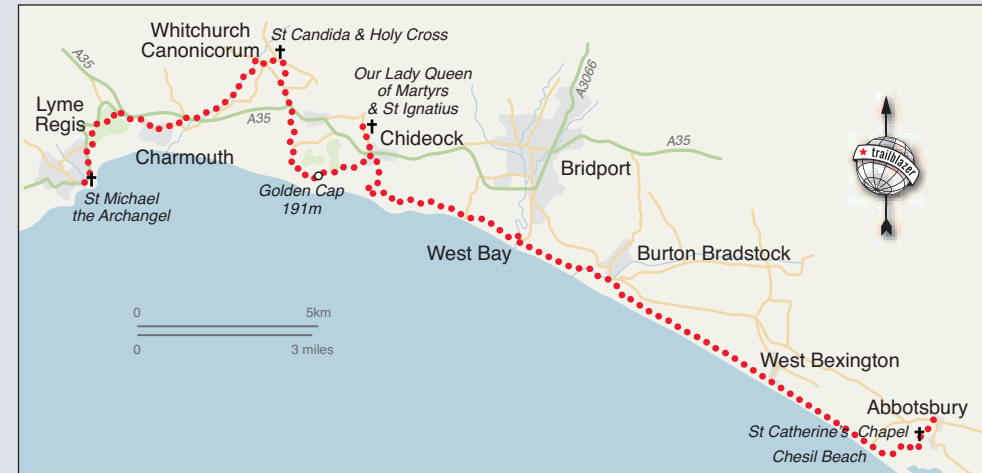 Whitchurch
Canonicorum
St Candida & Holy Cross
A35
Our Lady Queen
of Martyrs
& St Ignatius
A3066
Lyme
Regis
A35
Chideock
A35
trailblazer
Charmouth
Bridport
Golden Cap
191m
St Michael
the Archangel
West Bay
Burton Bradstock
0 5km
0 3 miles
West Bexington
Abbotsbury
St Catherine's Chapel
Chesil Beach